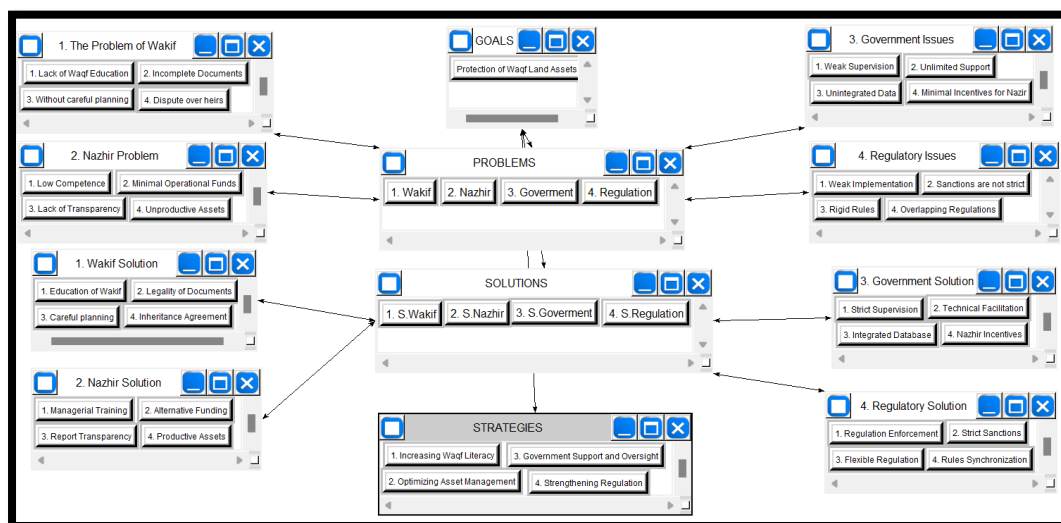 GOALS
Protection of Waqf Land Assets
1. The Problem of Wakif
1. Lack of Waqf Education
2. Incomplete Documents
3. Without careful planning
4. Dispute over heirs
3. Government Issues
1. Weak Supervision
2. Unlimited Support
3. Unintegrated Data
4. Minimal Incentives for Nazir
2. Nazhir Problem
1. Low Competence
2. Minimal Operational Funds
3. Lack of Transparency
4. Unproductive Assets
PROBLEMS
1. Wakif
2. Nazhir
3. Goverment
4. Regulation
4. Regulatory Issues
1. Weak Implementation
2. Sanctions are not strict
3. Rigid Rules
4. Overlapping Regulations
1. Wakif Solution
1. Education of Wakif
2. Legality of Documents
3. Careful planning
4. Inheritance Agreement
SOLUTIONS
1. S.Wakif
2. S.Nazhir
3. S.Goverment
4. S.Regulation
3. Government Solution
1. Strict Supervision
2. Technical Facilitation
3. Integrated Database
4. Nazhir Incentives
2. Nazhir Solution
1. Managerial Training
2. Alternative Funding
3. Report Transparency
4. Productive Assets
4. Regulatory Solution
1. Regulation Enforcement
2. Strict Sanctions
3. Flexible Regulation
4. Rules Synchronization
STRATEGIES
1. Increasing Waqf Literacy
3. Government Support and Oversight
2. Optimizing Asset Management
4. Strengthening Regulation